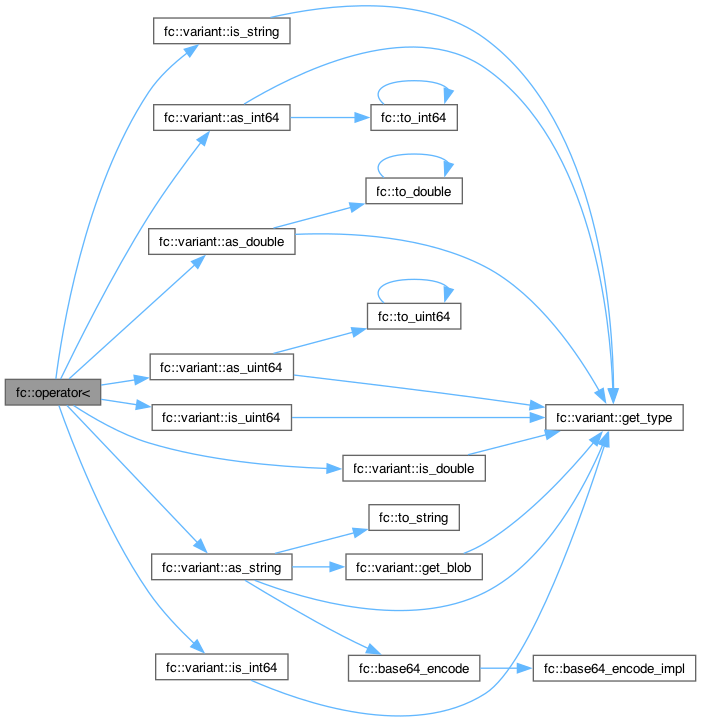 fc::variant::is_string
fc::variant::as_int64
fc::to_int64
fc::to_double
fc::variant::as_double
fc::to_uint64
fc::variant::as_uint64
fc::operator<
fc::variant::is_uint64
fc::variant::get_type
fc::variant::is_double
fc::to_string
fc::variant::as_string
fc::variant::get_blob
fc::variant::is_int64
fc::base64_encode
fc::base64_encode_impl